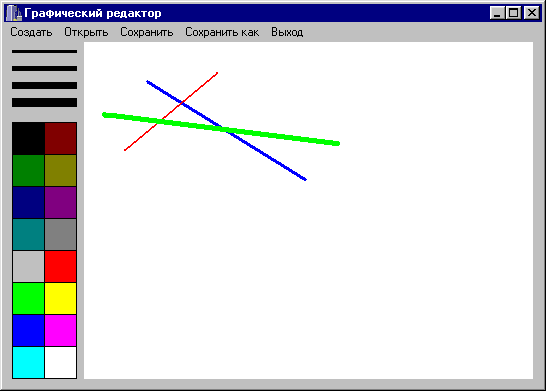 Графический редактор
Создать Открыть Сохранить Сохранить как Выход